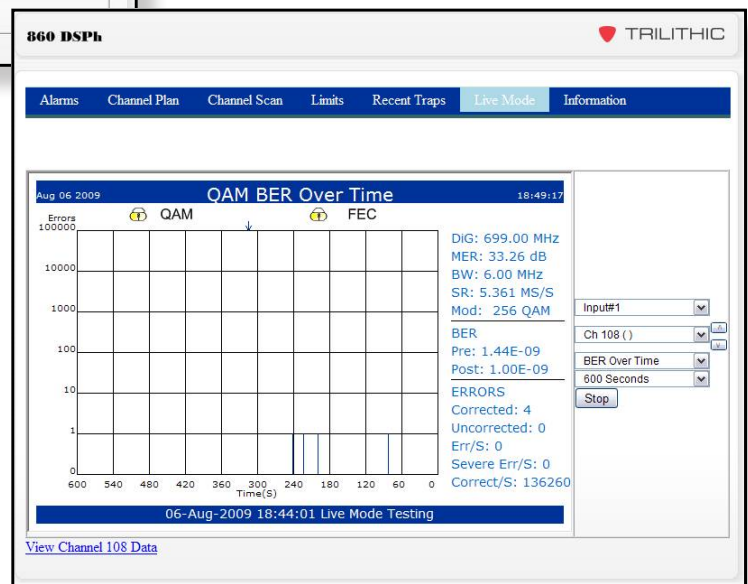 860 DSPh
TRILITHIC
Alarms Channel Plan Channel Scan Limits Recent Traps Live Mode Information
Aug 06 2009 QAM BER Over Time 18:49:17
QAM FEC
Errors
100000
10000
1000
100
10
1
0
600 540 480 420 360 300 240 180 120 60 0
Time(S)
DiG: 699.00 MHz
MER: 33.26 dB
BW: 6.00 MHz
SR: 5.361 MS/S
Mod: 256 QAM
BER
Pre: 1.44E-09
Post: 1.00E-09
ERRORS
Corrected: 4
Uncorrected: 0
Err/S: 0
Severe Err/S: 0
Correct/S: 136260
06-Aug-2009 18:44:01 Live Mode Testing
Input#1
Ch 108 ( )
BER Over Time
600 Seconds
Stop
View Channel 108 Data